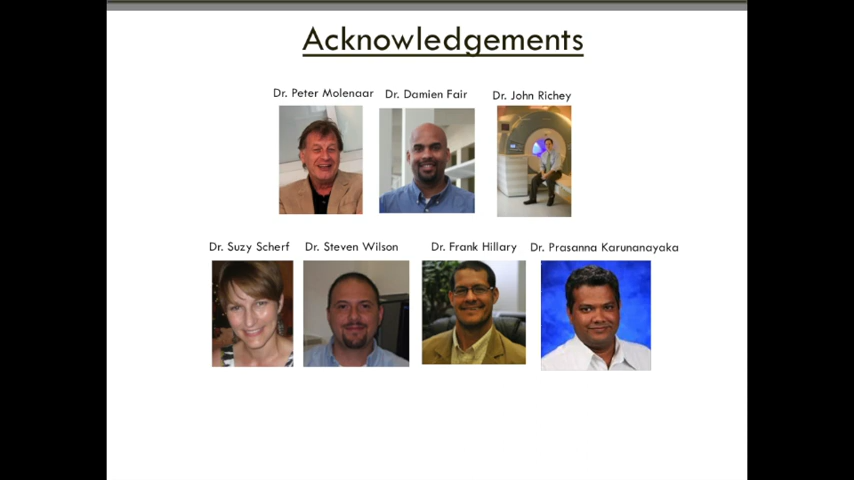 Acknowledgements
Dr. Peter Molenaar Dr. Damien Fair Dr. John Richey
Dr. Suzy Scherf Dr. Steven Wilson Dr. Frank Hillary Dr. Prasanna Karunanayaka